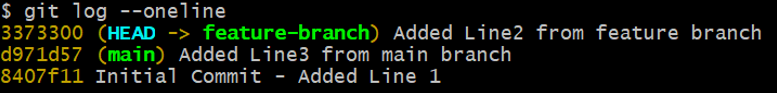 $ git log --oneline
3373300 (HEAD -> feature-branch) Added Line2 from feature branch
d971d57 (main) Added Line3 from main branch
8407f11 Initial Commit - Added Line 1